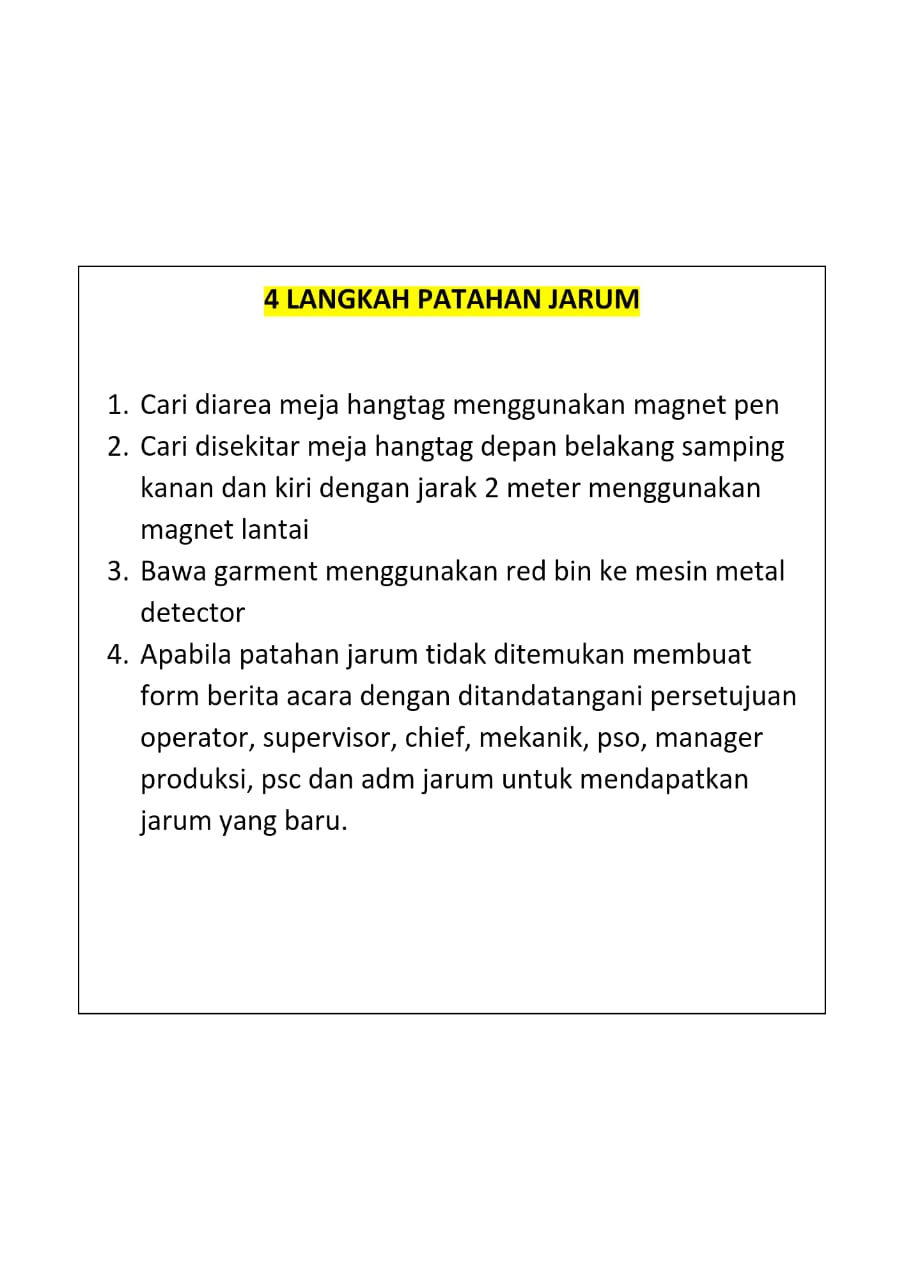 4 LANGKAH PATAHAN JARUM
1. Cari diarea meja hangtag menggunakan magnet pen
2. Cari disekitar meja hangtag depan belakang samping
kanan dan kiri dengan jarak 2 meter menggunakan
magnet lantai
3. Bawa garment menggunakan red bin ke mesin metal
detector
4. Apabila patahan jarum tidak ditemukan membuat
form berita acara dengan ditandatangani persetujuan
operator, supervisor, chief, mekanik, pso, manager
produksi, psc dan adm jarum untuk mendapatkan
jarum yang baru.